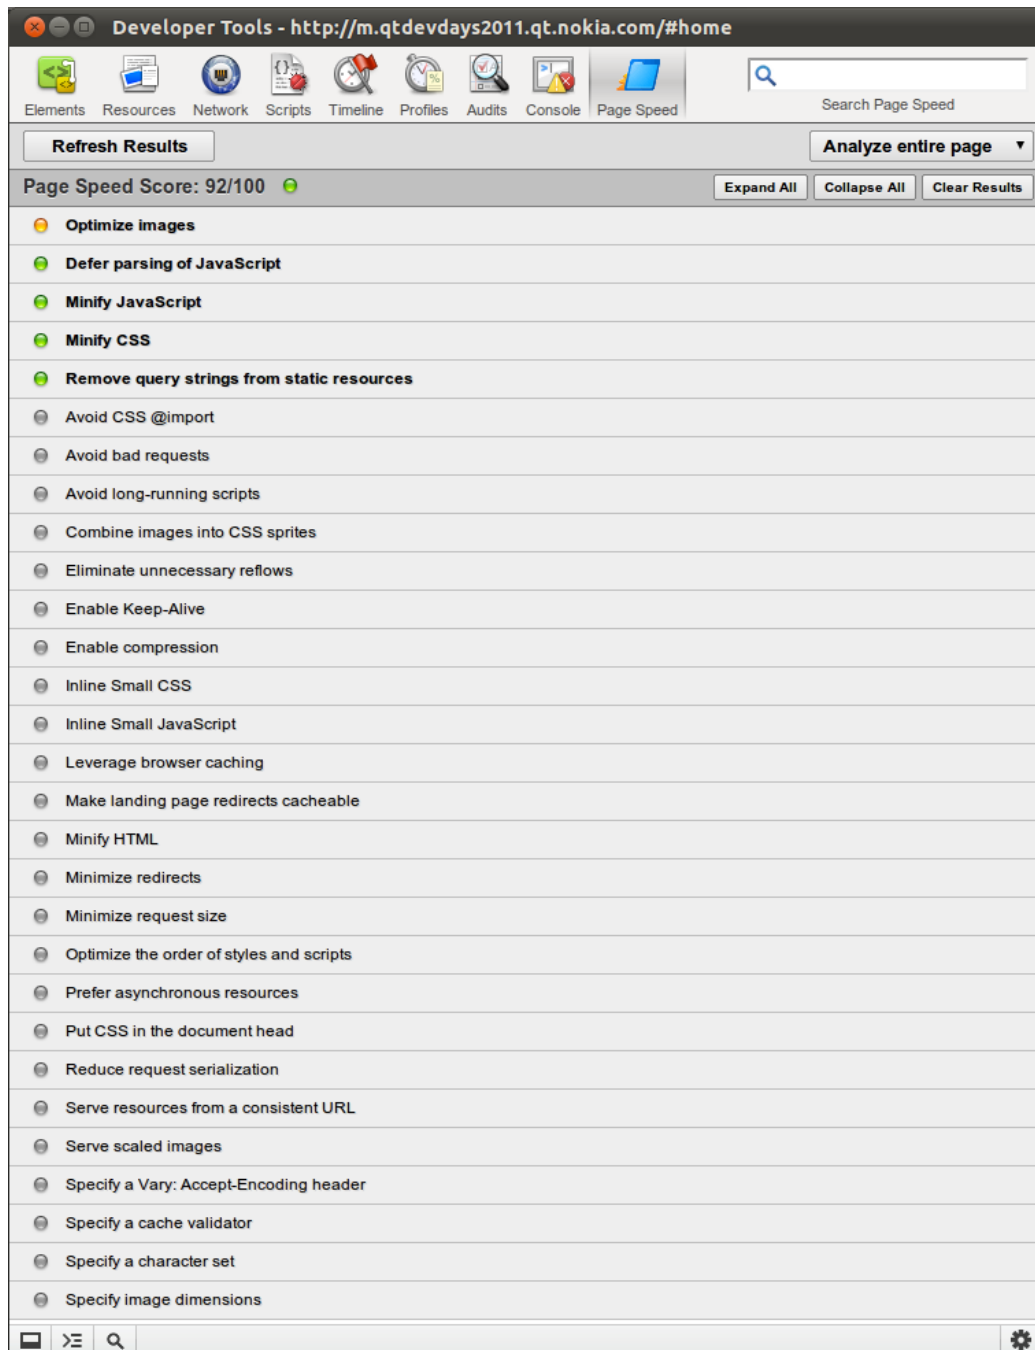 Developer Tools - http://m.qtdevdays2011.qt.nokia.com/#home
Elements Resources Network Scripts Timeline Profiles Audits Console Page Speed Search Page Speed
Refresh Results Analyze entire page
Page Speed Score: 92/100 Expand All Collapse All Clear Results
Optimize images
Defer parsing of JavaScript
Minify JavaScript
Minify CSS
Remove query strings from static resources
Avoid CSS @import
Avoid bad requests
Avoid long-running scripts
Combine images into CSS sprites
Eliminate unnecessary reflows
Enable Keep-Alive
Enable compression
Inline Small CSS
Inline Small JavaScript
Leverage browser caching
Make landing page redirects cacheable
Minify HTML
Minimize redirects
Minimize request size
Optimize the order of styles and scripts
Prefer asynchronous resources
Put CSS in the document head
Reduce request serialization
Serve resources from a consistent URL
Serve scaled images
Specify a Vary: Accept-Encoding header
Specify a cache validator
Specify a character set
Specify image dimensions